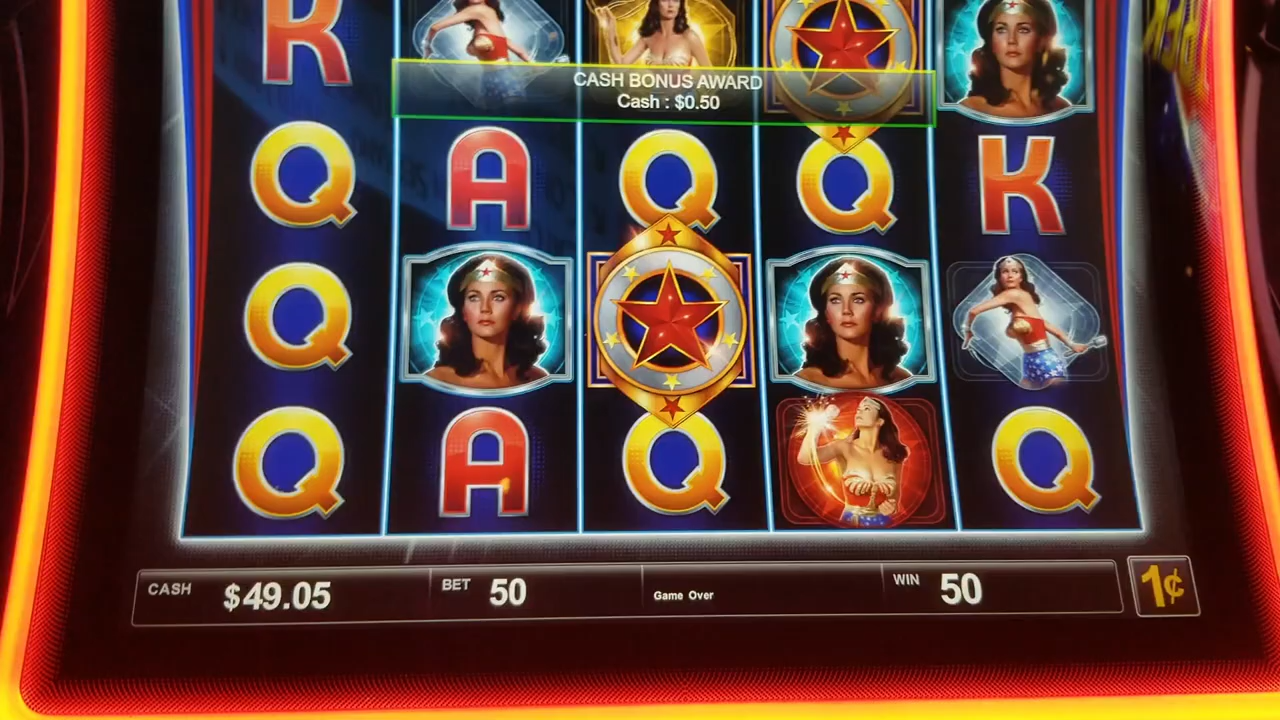 K
CASH BONUS AWARD
Cash : $0.50
Q A Q Q K
Q
Q A Q Q
CASH $49.05 BET 50 Game Over WIN 50 1¢